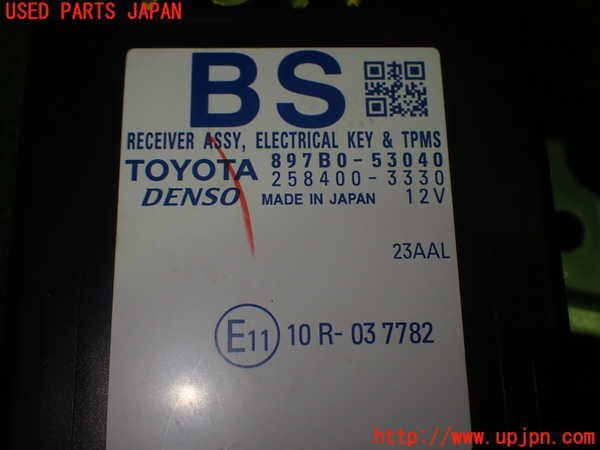 USED PARTS JAPAN
BS
RECEIVER ASSY, ELECTRICAL KEY & TPMS
TOYOTA 897B0-53040
258400-3330
DENSO MADE IN JAPAN 12V
23AAL
E11 10 R-03 7782
http://www.upjpn.com